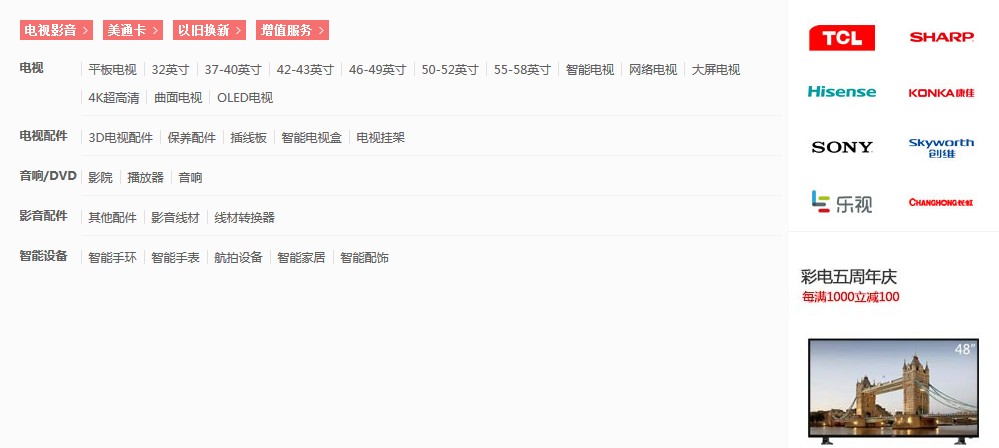 电视影音 > 美通卡 > 以旧换新 > 增值服务 >
电视 平板电视 32英寸 37-40英寸 42-43英寸 46-49英寸 50-52英寸 55-58英寸 智能电视 网络电视 大屏电视
4K超高清 曲面电视 OLED电视
电视配件 3D电视配件 保养配件 插线板 智能电视盒 电视挂架
音响/DVD 影院 播放器 音响
影音配件 其他配件 影音线材 线材转换器
智能设备 智能手环 智能手表 航拍设备 智能家居 智能配饰
TCL SHARP
Hisense KONKA康佳
SONY Skyworth
创维
乐视 CHANGHONG长虹
彩电五周年庆
每满1000立减100
48"